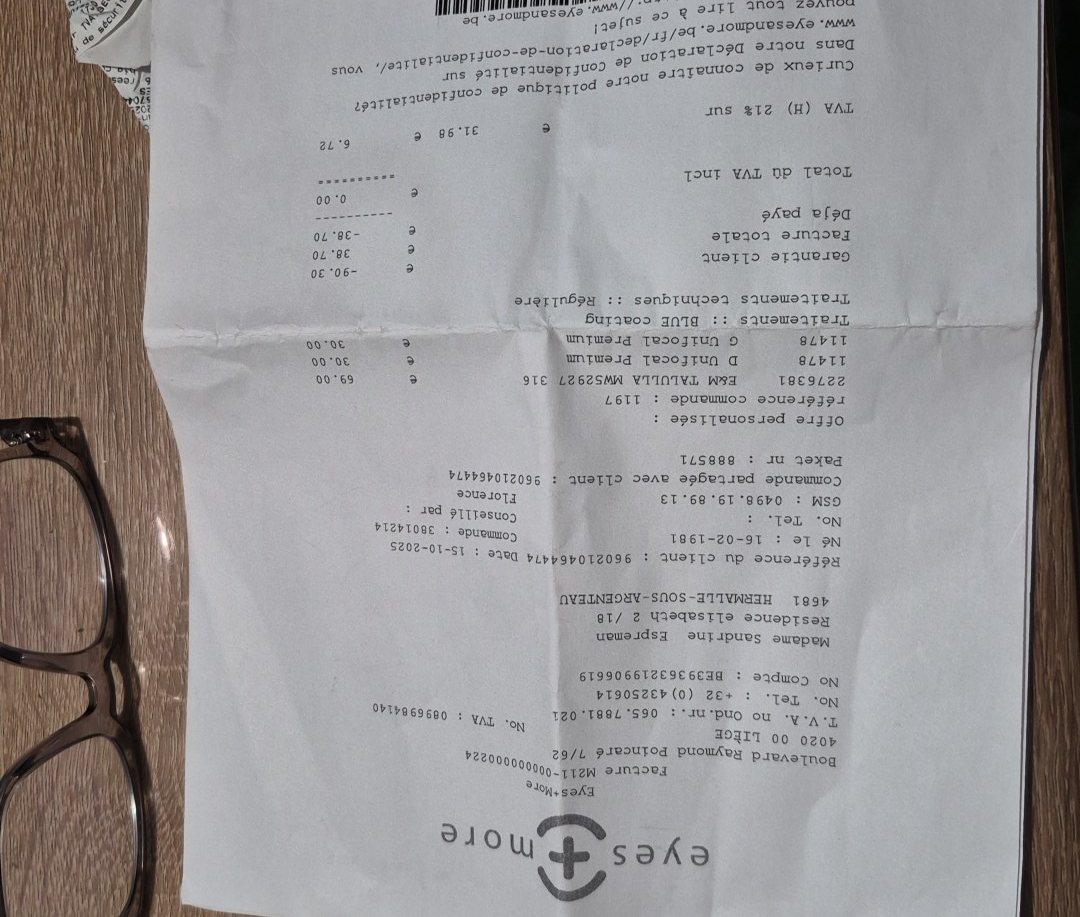 eyes + more
Eyes+More
Facture M211-00000000224
Boulevard Raymond Poincaré 7/62
4020 00 LIÈGE
T.V.A. no Ond.nr.: 065.7881.021 No. TVA : 0896984140
No. Tel. : +32 (0)43250614
No Compte : BE39363219906619
Madame Sandrine Espreman
Residence elisabeth 2 /18
4681 HERMALLE-SOUS-ARGENTEAU
Référence du client : 960210464474 Date : 15-10-2025
Né le : 16-02-1981 Commande : 38014214
No. Tel. : Conseillé par :
GSM : 0498.19.89.13 Florence
Commande partagée avec client : 960210464474
Paket nr : 888571
Offre personalisée :
référence commande : 1197
2276381 E&M TALULLA MW52927 316 e 69.00
11478 D Unifocal Premium e 30.00
11478 G Unifocal Premium e 30.00
Traitements :: BLUE coating
Traitements techniques :: Régulière
Garantie client e -90.30
Facture totale e 38.70
Déja payé e -38.70
----------
Total dû TVA incl e 0.00
==========
TVA (H) 21% sur e 31.98 e 6.72
Curieux de connaître notre politique de confidentialité?
Dans notre Déclaration de Confidentialité sur
www.eyesandmore.be/fr/declaration-de-confidentialite/, vous
pouvez tout lire à ce sujet!
://www.eyesandmore.be
de sécurit